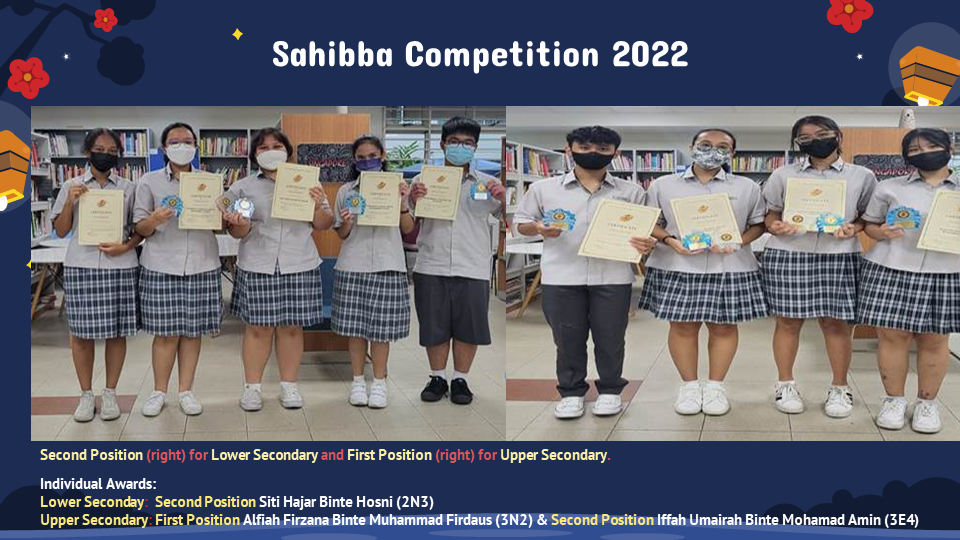 Sahibba Competition 2022
Second Position (right) for Lower Secondary and First Position (right) for Upper Secondary.
Individual Awards:
Lower Seconday: Second Position Siti Hajar Binte Hosni (2N3)
Upper Secondary: First Position Alfiah Firzana Binte Muhammad Firdaus (3N2) & Second Position Iffah Umairah Binte Mohamad Amin (3E4)